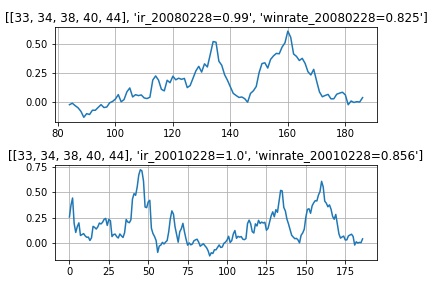 [[33, 34, 38, 40, 44], 'ir_20080228=0.99', 'winrate_20080228=0.825']
0.50
0.25
0.00
80 100 120 140 160 180
[[33, 34, 38, 40, 44], 'ir_20010228=1.0', 'winrate_20010228=0.856']
0.75
0.50
0.25
0.00
0 25 50 75 100 125 150 175